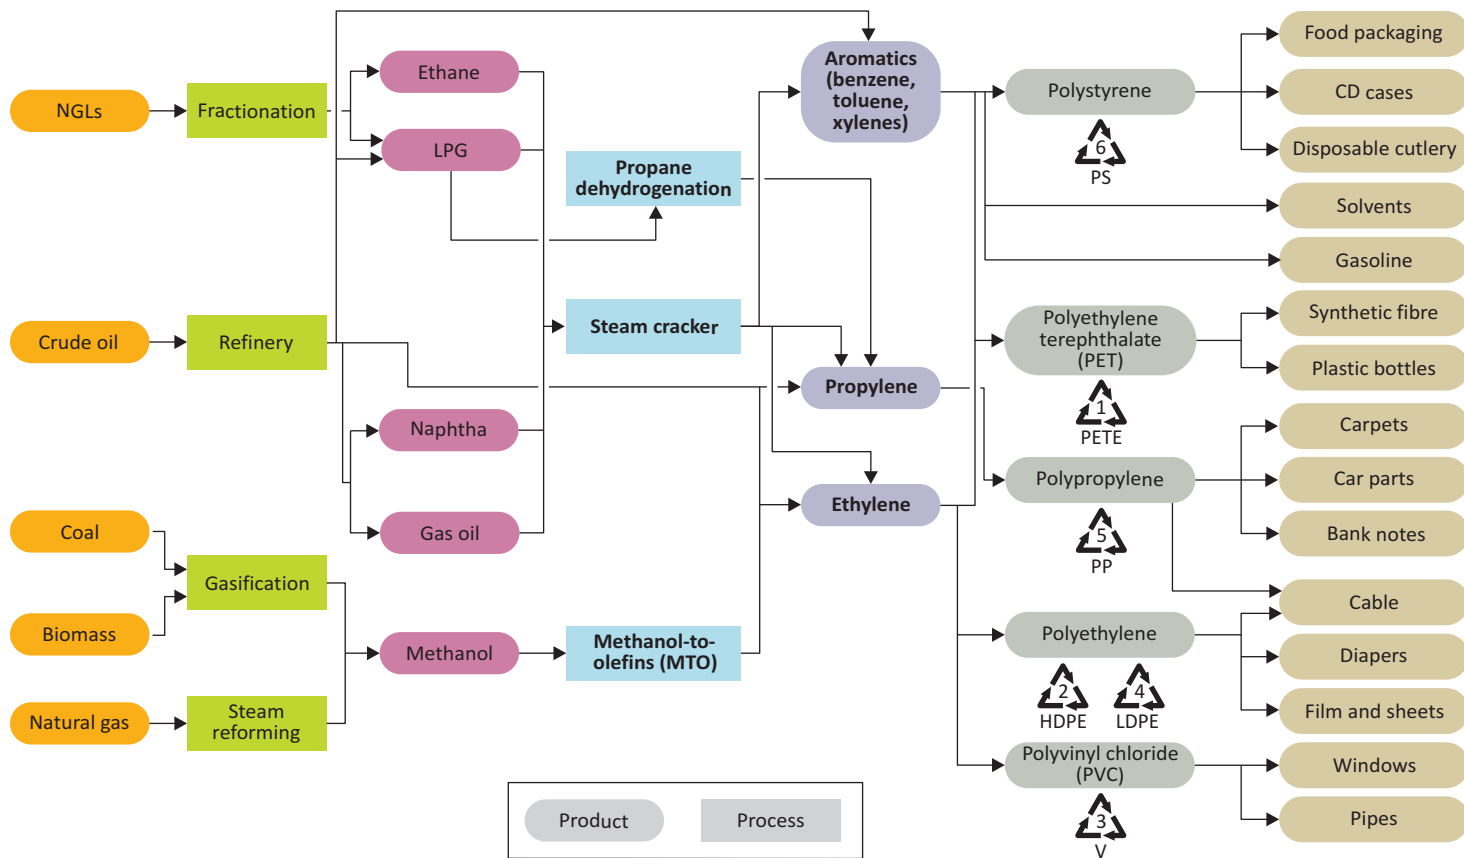 NGLs
Crude oil
Coal
Biomass
Natural gas
Fractionation
Refinery
Gasification
Steam
reforming
Ethane
LPG
Naphtha
Gas oil
Methanol
Propane
dehydrogenation
Steam cracker
Methanol-to-
olefins (MTO)
Aromatics
(benzene,
toluene,
xylenes)
Propylene
Ethylene
Polystyrene
6
PS
Polyethylene
terephthalate
(PET)
1
PETE
Polypropylene
5
PP
Polyethylene
2
HDPE
4
LDPE
Polyvinyl chloride
(PVC)
3
V
Food packaging
CD cases
Disposable cutlery
Solvents
Gasoline
Synthetic fibre
Plastic bottles
Carpets
Car parts
Bank notes
Cable
Diapers
Film and sheets
Windows
Pipes
Product
Process